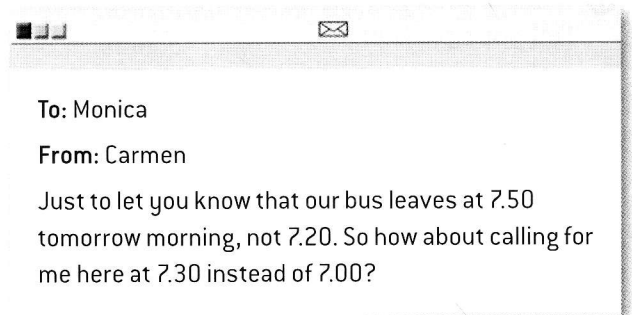 To: Monica
From: Carmen
Just to let you know that our bus leaves at 7.50
tomorrow morning, not 7.20. So how about calling for
me here at 7.30 instead of 7.00?